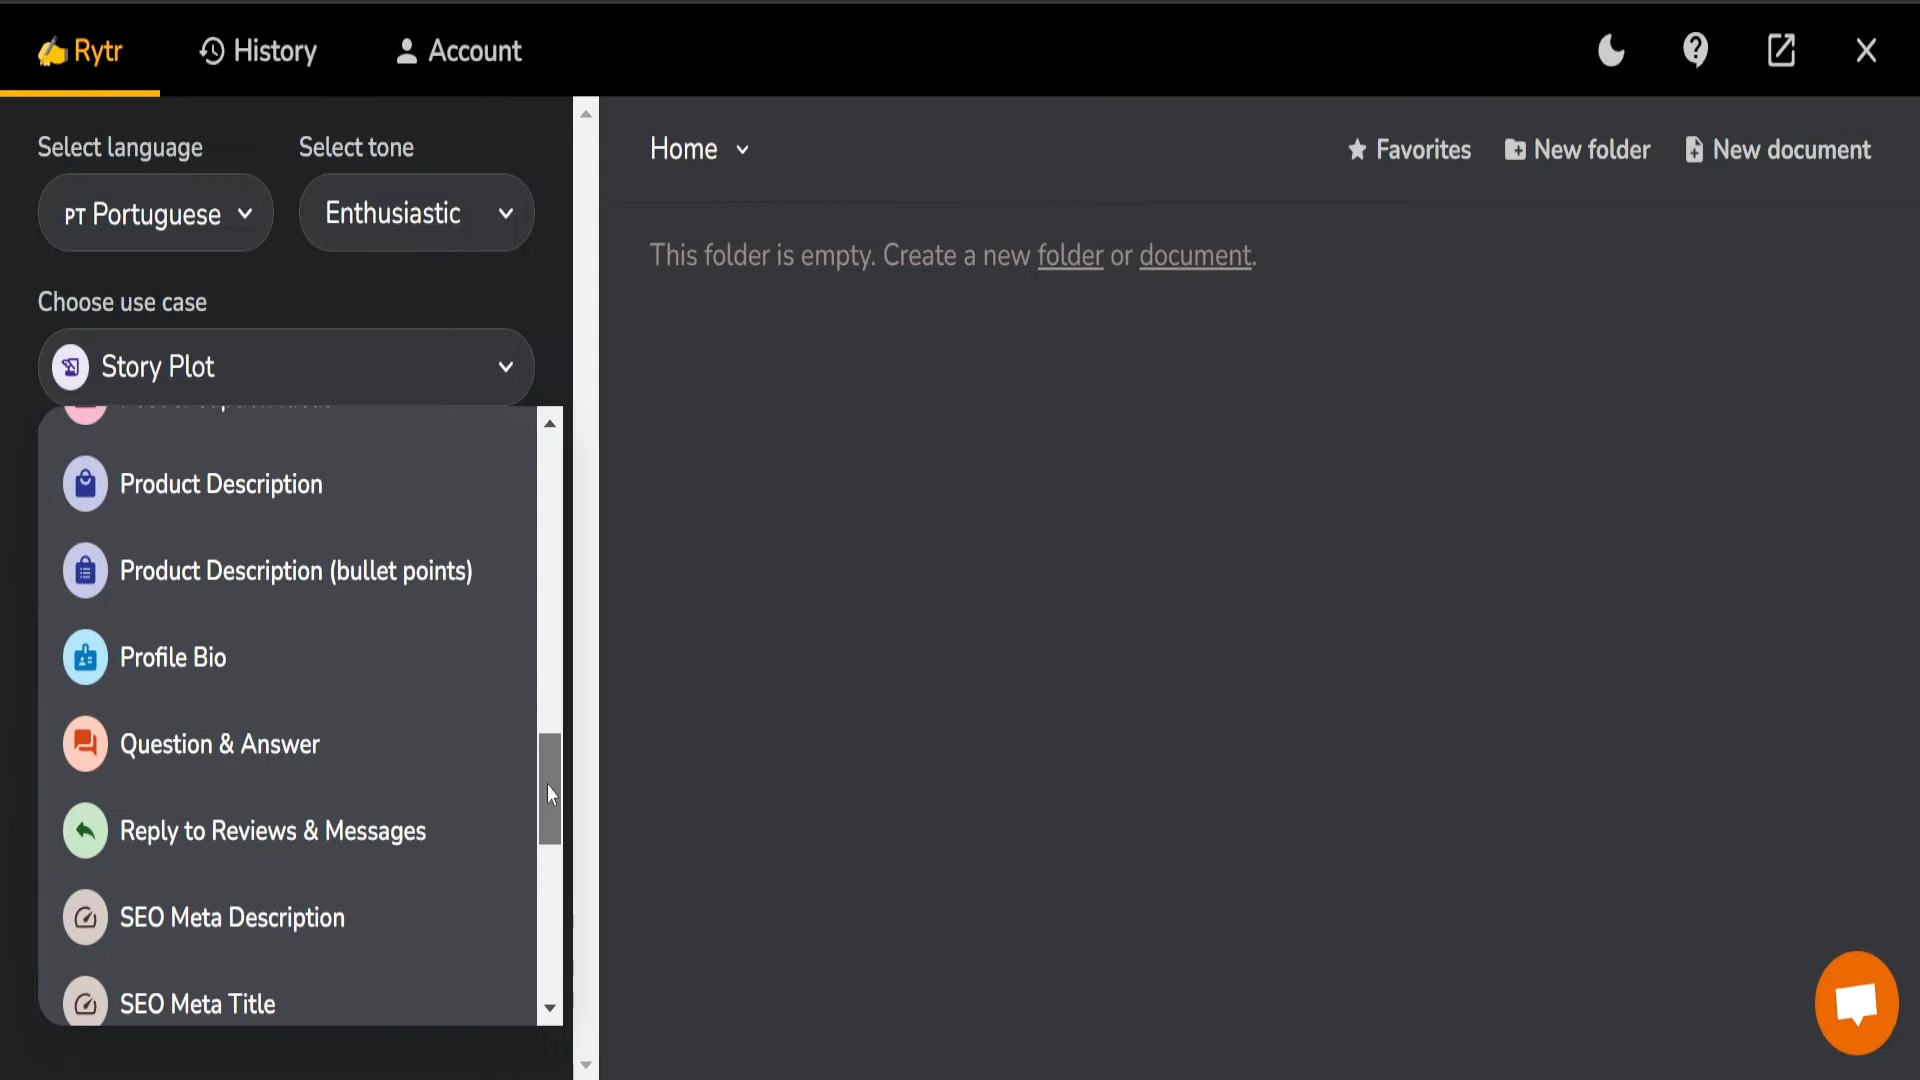 Rytr
History
Account
Select language
Select tone
PT Portuguese
Enthusiastic
Choose use case
Story Plot
Product Description
Product Description (bullet points)
Profile Bio
Question & Answer
Reply to Reviews & Messages
SEO Meta Description
SEO Meta Title
Home
Favorites
New folder
New document
This folder is empty. Create a new folder or document.